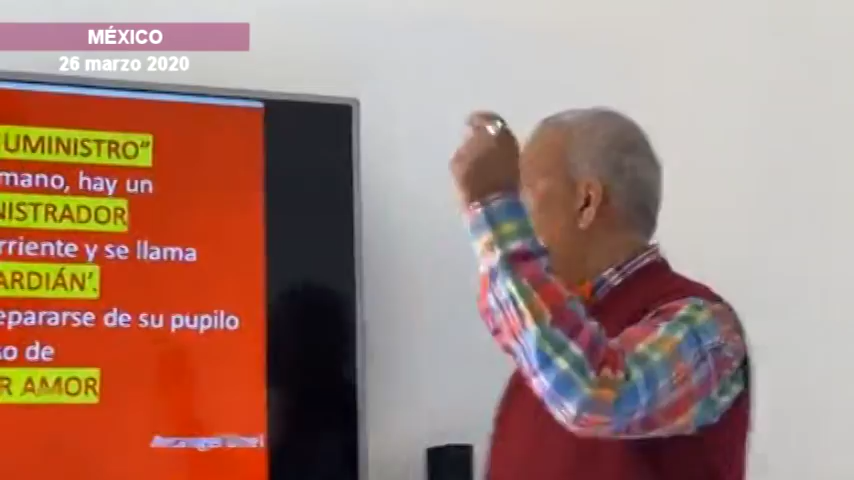 MÉXICO
26 marzo 2020
UMINISTRO”
mano, hay un
NISTRADOR
rriente y se llama
ARDIÁN’.
epararse de su pupilo
so de
R AMOR